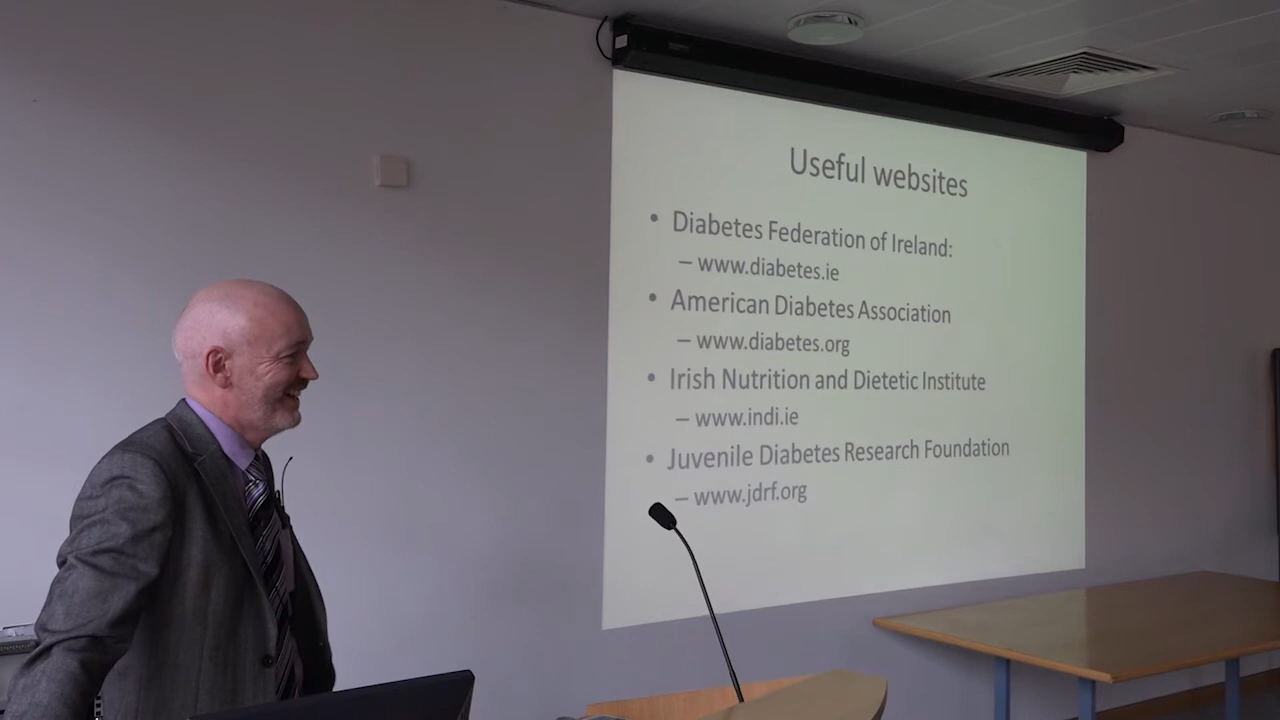 Useful websites
• Diabetes Federation of Ireland:
– www.diabetes.ie
• American Diabetes Association
– www.diabetes.org
• Irish Nutrition and Dietetic Institute
– www.indi.ie
• Juvenile Diabetes Research Foundation
– www.jdrf.org